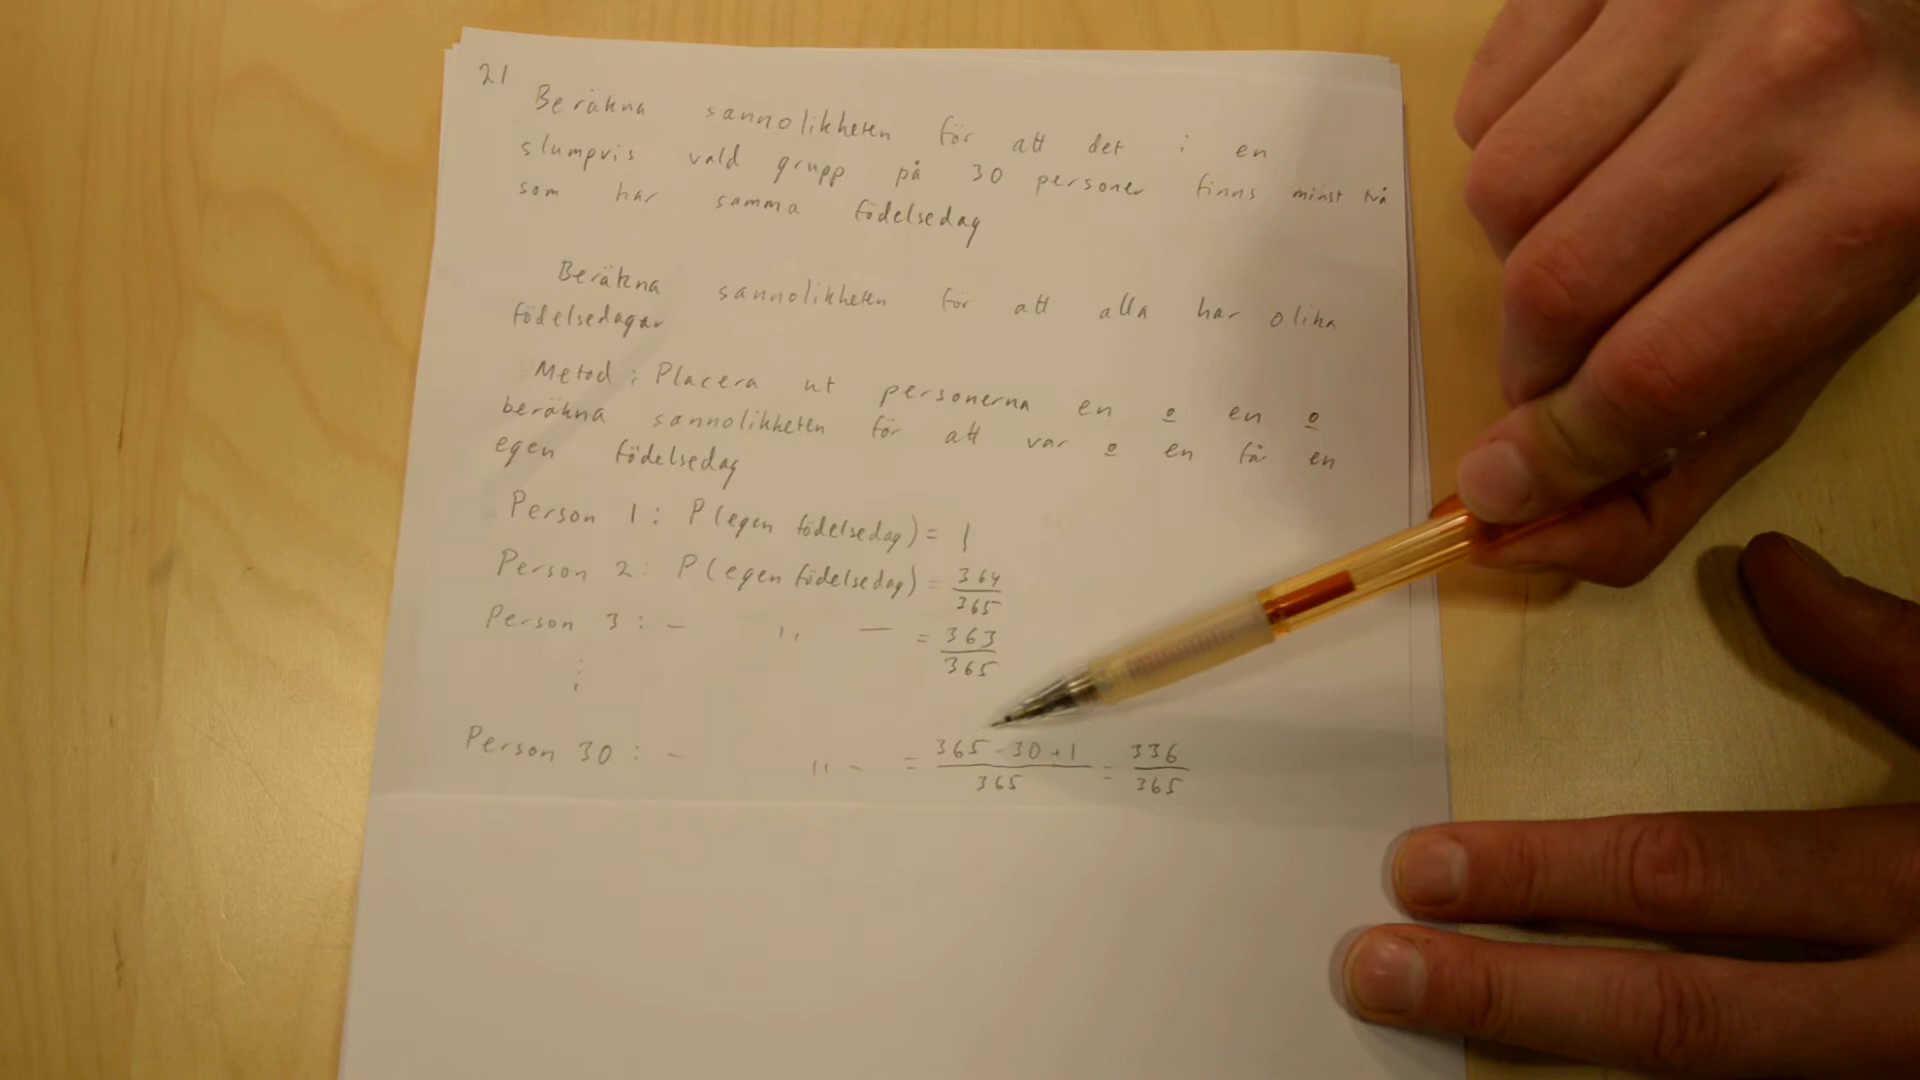 21
Beräkna sannolikheten för att det i en
slumpvis vald grupp på 30 personer finns minst två
som har samma födelsedag
Beräkna sannolikheten för att alla har olika
födelsedagar
Metod: Placera ut personerna en o en o
beräkna sannolikheten för att var o en får en
egen födelsedag
Person 1: P(egen födelsedag) = 1
Person 2: P(egen födelsedag) = 364/365
Person 3: – " – = 363/365
⋮
Person 30: – " – = (365-30+1)/365 = 336/365